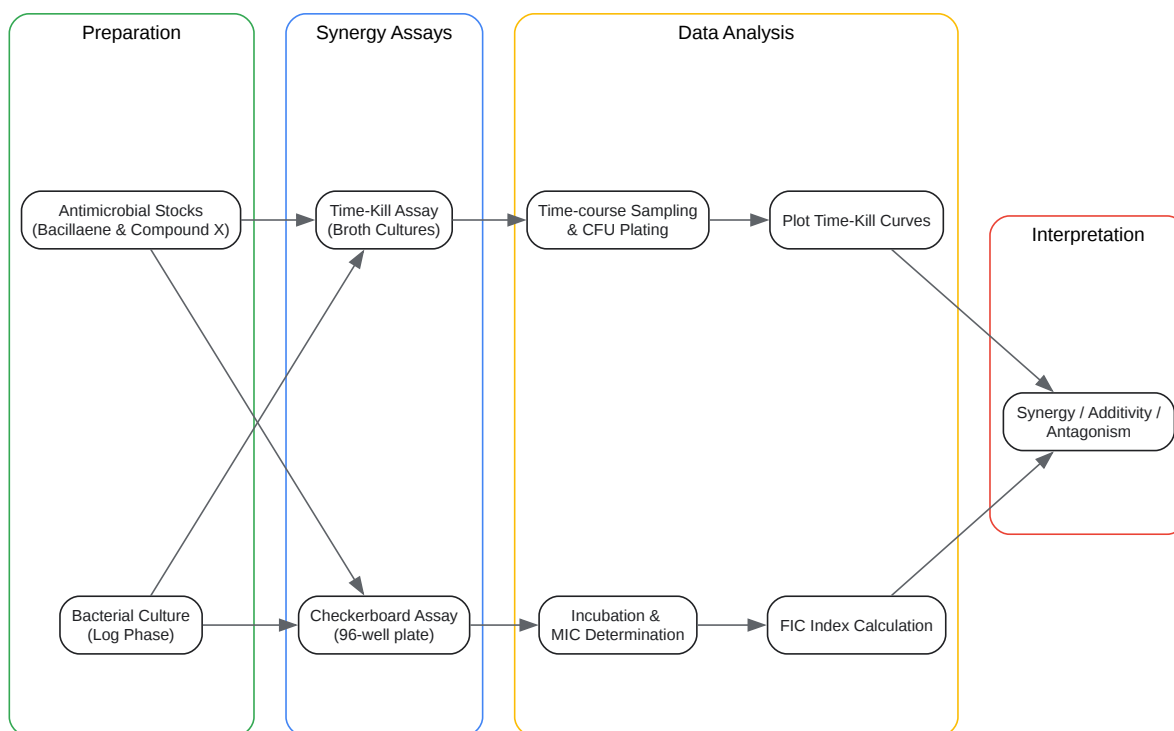 Preparation
Synergy Assays
Data Analysis
Interpretation
Antimicrobial Stocks
(Bacillaene & Compound X)
Time-Kill Assay
(Broth Cultures)
Time-course Sampling
& CFU Plating
Plot Time-Kill Curves
Synergy / Additivity /
Antagonism
Bacterial Culture
(Log Phase)
Checkerboard Assay
(96-well plate)
Incubation &
MIC Determination
FIC Index Calculation